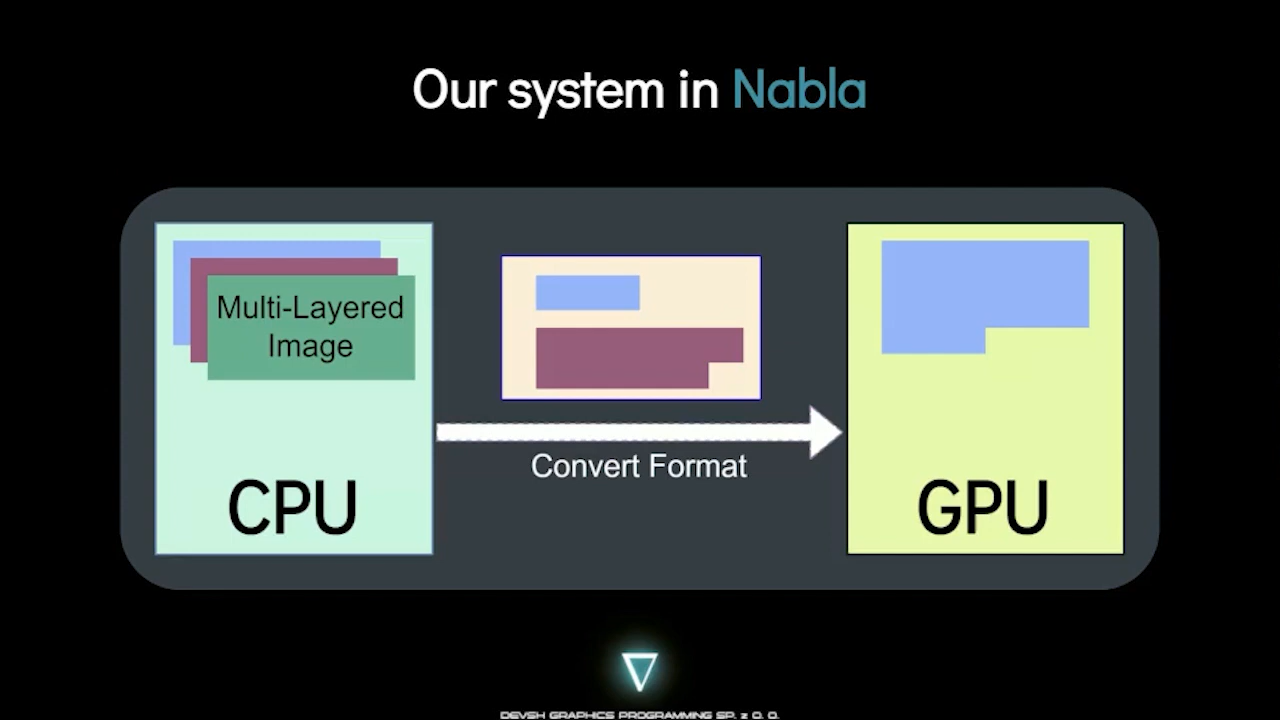 Our system in Nabla
Multi-Layered
Image
Convert Format
CPU
GPU
DEVSH GRAPHICS PROGRAMMING SP. z O. O.